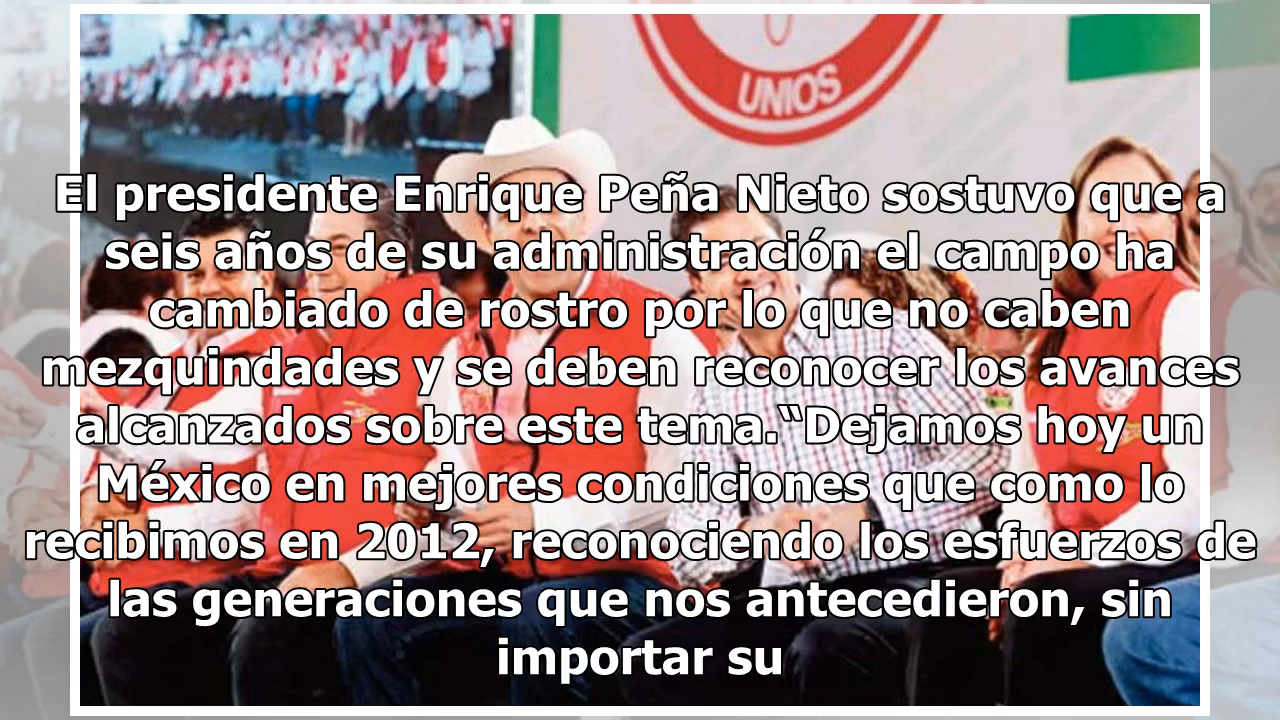 UNIOS
El presidente Enrique Peña Nieto sostuvo que a
seis años de su administración el campo ha
cambiado de rostro por lo que no caben
mezquindades y se deben reconocer los avances
alcanzados sobre este tema.“Dejamos hoy un
México en mejores condiciones que como lo
recibimos en 2012, reconociendo los esfuerzos de
las generaciones que nos antecedieron, sin
importar su